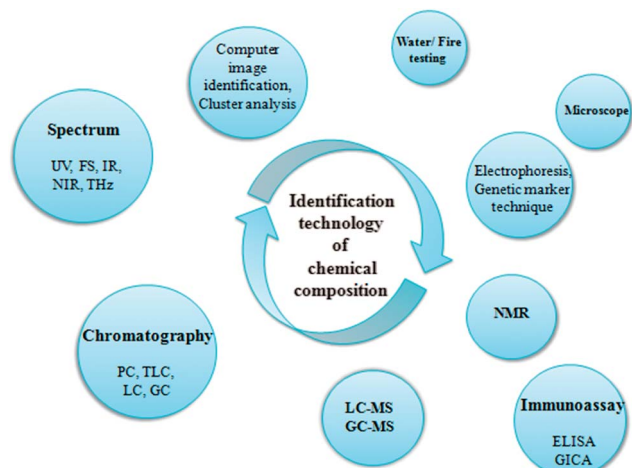 Water/ Fire
testing
Computer
image
identification,
Cluster analysis
Microscope
Spectrum
UV, FS, IR,
NIR, THz
Electrophoresis,
Genetic marker
technique
Identification
technology
of
chemical
composition
NMR
Chromatography
PC, TLC,
LC, GC
LC-MS
GC-MS
Immunoassay
ELISA
GICA